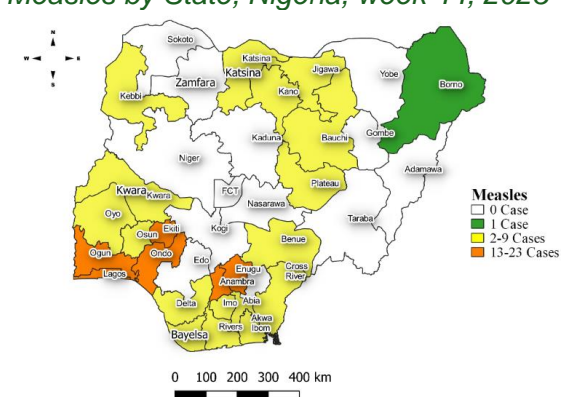 Measles by State, Nigeria, week 44, 2023
N
W E
S
Sokoto
Katsina
Jigawa
Yobe
Borno
Zamfara
Katsina
Kebbi
Kano
Kaduna
Bauchi
Gombe
Niger
Adamawa
Plateau
Kwara
Kwara
FCT
Nasarawa
Taraba
Oyo
Kogi
Osun
Ekiti
Benue
Ogun
Ondo
Edo
Enugu
Cross
River
Lagos
Anambra
Delta
Imo
Abia
Akwa
Ibom
Bayelsa
Rivers
Measles
0 Case
1 Case
2-9 Cases
13-23 Cases
0 100 200 300 400 km